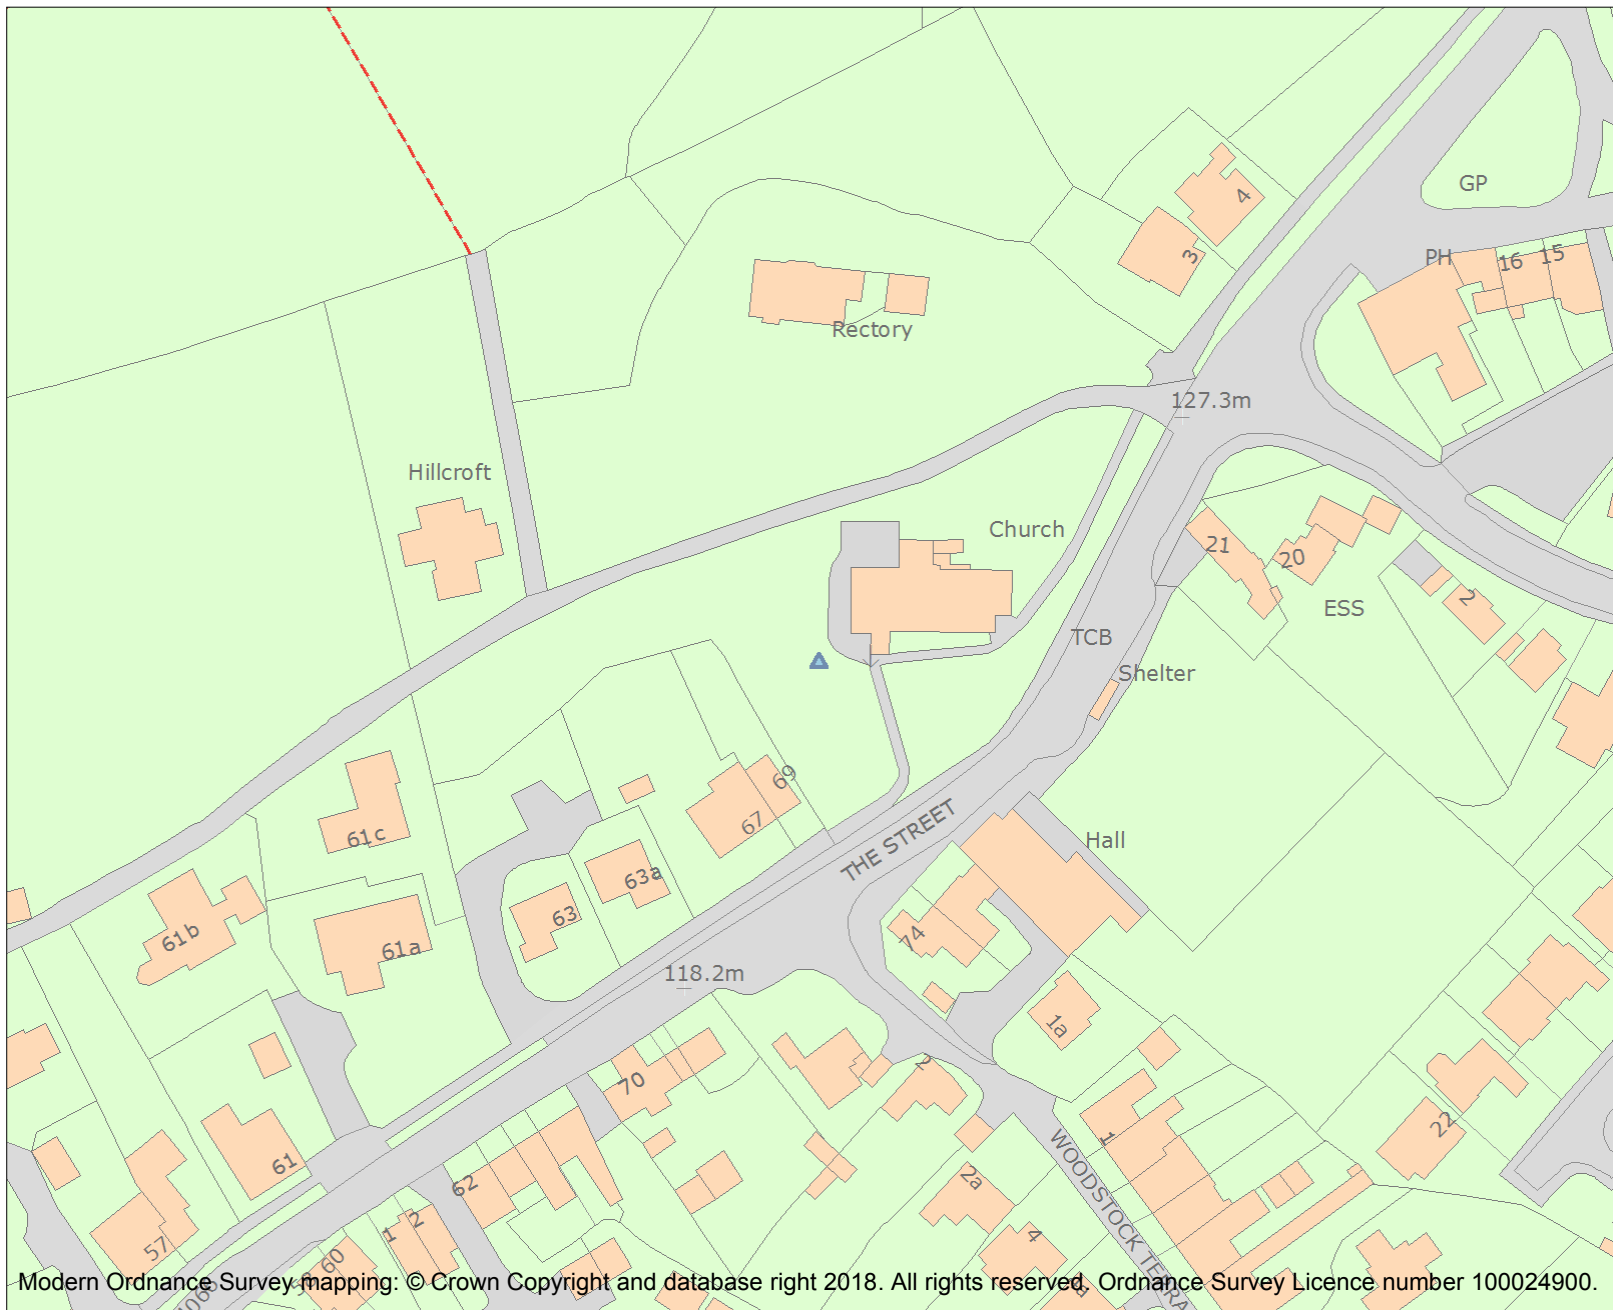 GP
4
3
PH
16
15
Rectory
127.3m
Hillcroft
Church
21
20
ESS
2
TCB
Shelter
69
67
THE STREET
Hall
61c
63a
63
61b
61a
74
118.2m
1a
2
70
1
22
61
62
2a
WOODSTOCK TERRA
2
1
4
57
60
Modern Ordnance Survey mapping: © Crown Copyright and database right 2018. All rights reserved. Ordnance Survey Licence number 100024900.